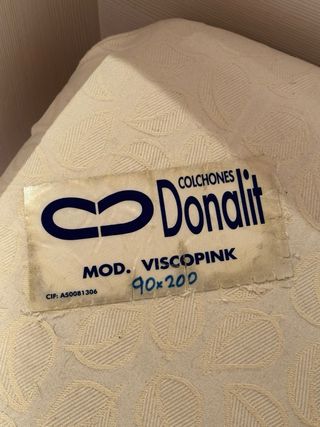 COLCHONES
Donalit
MOD. VISCOPINK
90x200
CIF: A50081306